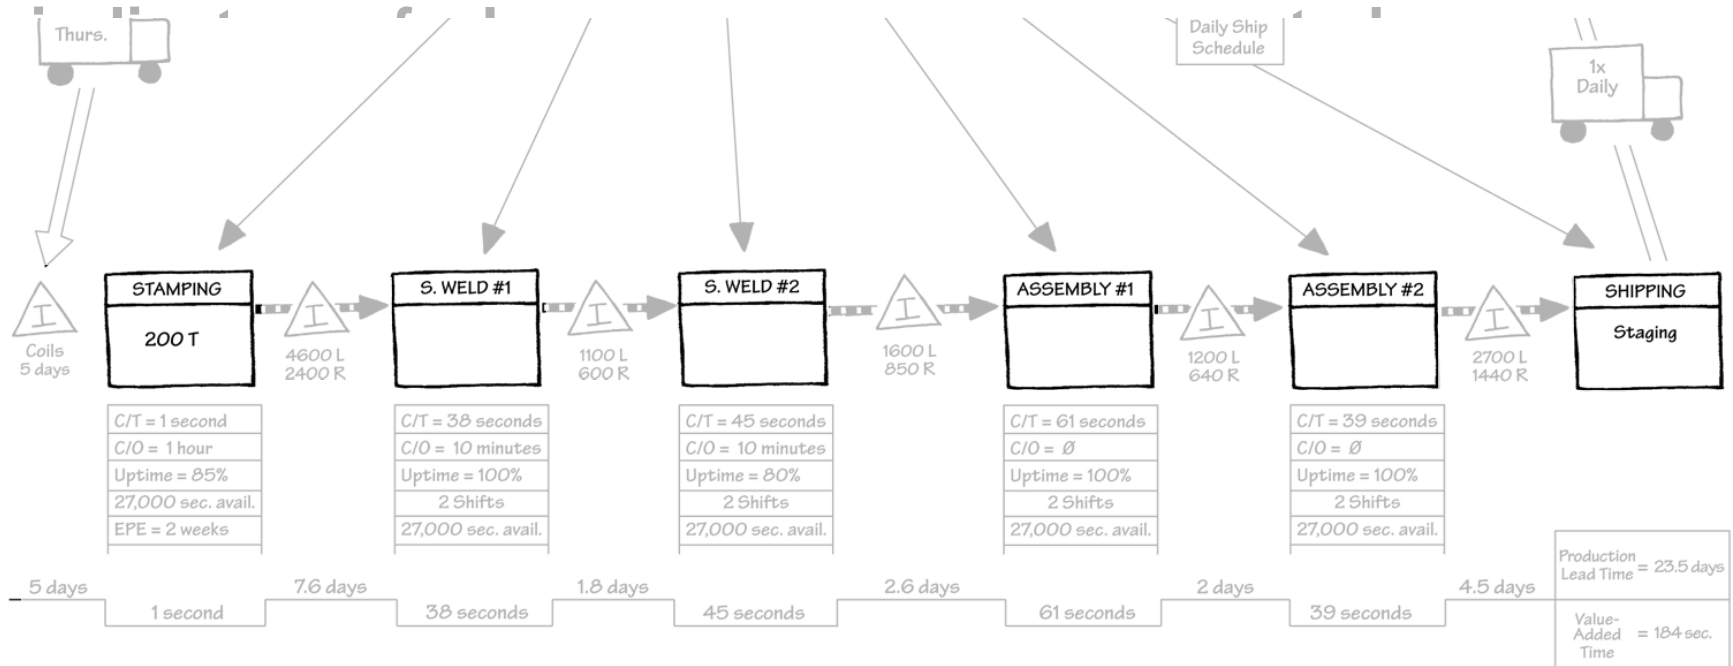 Thurs.
Daily Ship
Schedule
1x
Daily
STAMPING
200 T
S. WELD #1
S. WELD #2
ASSEMBLY #1
ASSEMBLY #2
SHIPPING
Staging
I
Coils
5 days
I
4600 L
2400 R
I
1100 L
600 R
I
1600 L
850 R
I
1200 L
640 R
I
2700 L
1440 R
C/T = 1 second
C/O = 1 hour
Uptime = 85%
27,000 sec. avail.
EPE = 2 weeks
C/T = 38 seconds
C/O = 10 minutes
Uptime = 100%
2 Shifts
27,000 sec. avail.
C/T = 45 seconds
C/O = 10 minutes
Uptime = 80%
2 Shifts
27,000 sec. avail.
C/T = 61 seconds
C/O = Ø
Uptime = 100%
2 Shifts
27,000 sec. avail.
C/T = 39 seconds
C/O = Ø
Uptime = 100%
2 Shifts
27,000 sec. avail.
5 days
1 second
7.6 days
38 seconds
1.8 days
45 seconds
2.6 days
61 seconds
2 days
39 seconds
4.5 days
Production
Lead Time = 23.5 days
Value-
Added = 184 sec.
Time